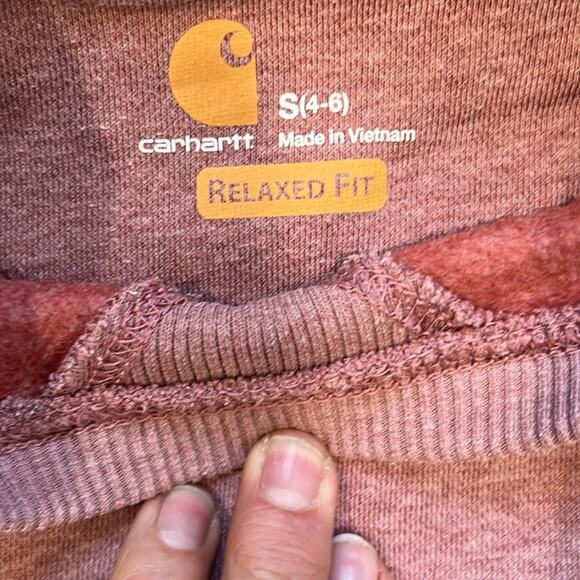 S(4-6)
carhartt Made in Vietnam
RELAXED FIT